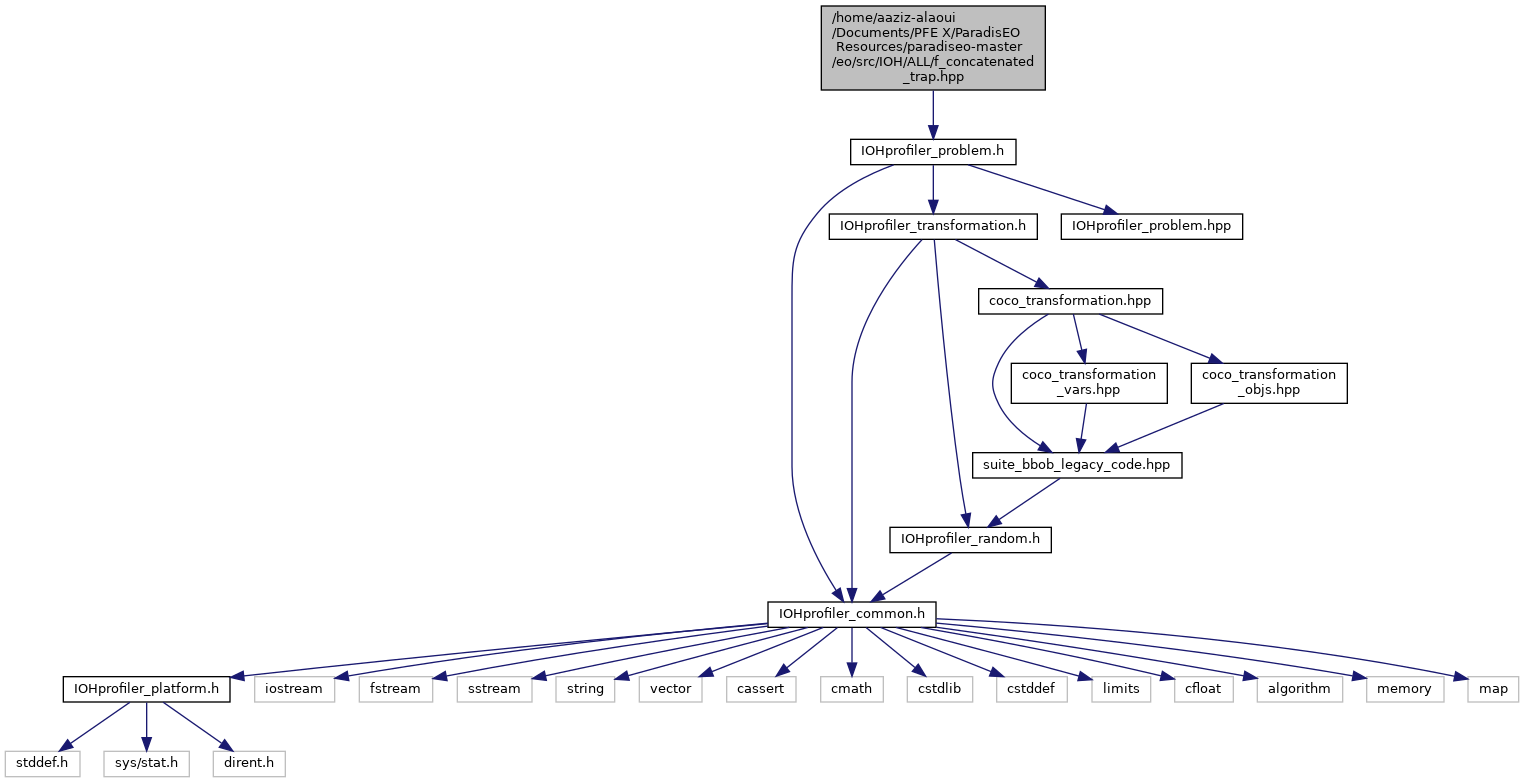 /home/aaziz-alaoui
/Documents/PFE X/ParadisEO
Resources/paradiseo-master
/eo/src/IOH/ALL/f_concatenated
_trap.hpp
IOHprofiler_problem.h
IOHprofiler_transformation.h
IOHprofiler_problem.hpp
coco_transformation.hpp
coco_transformation
_vars.hpp
coco_transformation
_objs.hpp
suite_bbob_legacy_code.hpp
IOHprofiler_random.h
IOHprofiler_common.h
IOHprofiler_platform.h
iostream
fstream
sstream
string
vector
cassert
cmath
cstdlib
cstddef
limits
cfloat
algorithm
memory
map
stddef.h
sys/stat.h
dirent.h